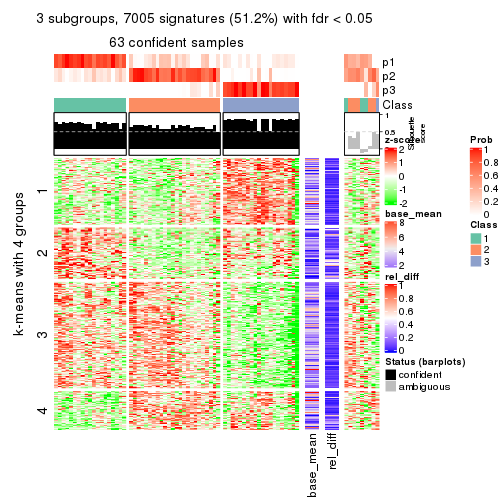 3 subgroups, 7005 signatures (51.2%) with fdr < 0.05
63 confident samples
p1
p2
p3
Class
1
0.5
0
Silhouette
score
k-means with 4 groups
1
2
3
4
base_mean
rel_diff
z-score
2
1
0
-1
-2
base_mean
8
6
4
2
rel_diff
1
0.8
0.6
0.4
0.2
0
Status (barplots)
confident
ambiguous
Prob
1
0.8
0.6
0.4
0.2
0
Class
1
2
3